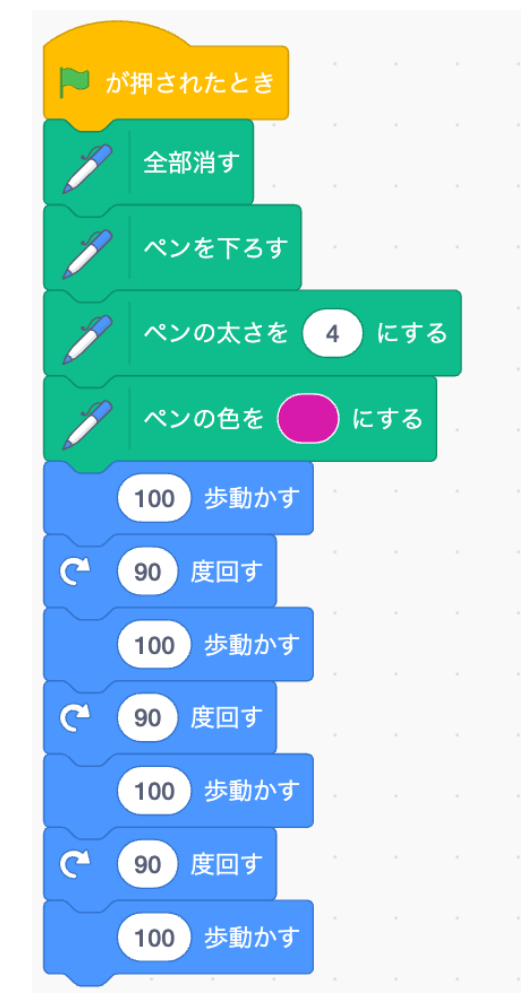 が押されたとき
全部消す
ペンを下ろす
ペンの太さを 4 にする
ペンの色を にする
100 歩動かす
90 度回す
100 歩動かす
90 度回す
100 歩動かす
90 度回す
100 歩動かす